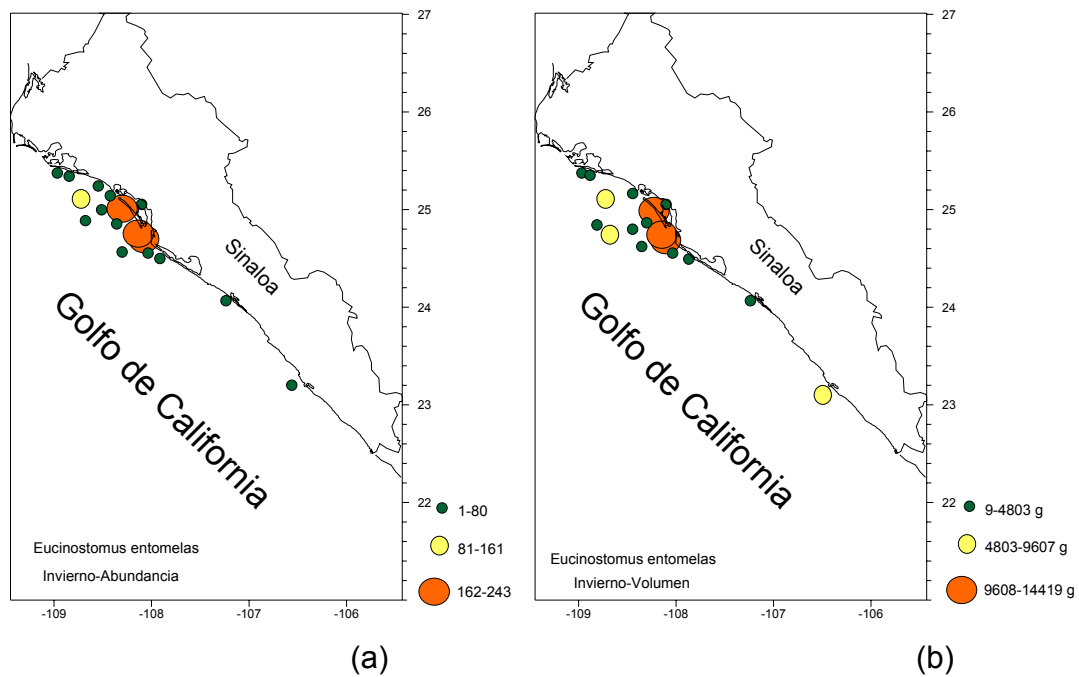 27
26
25
24
23
22
-109
-108
-107
-106
Sinaloa
Golfo de California
Eucinostomus entomelas
Invierno-Abundancia
1-80
81-161
162-243
(a)
27
26
25
24
23
22
-109
-108
-107
-106
Sinaloa
Golfo de California
Eucinostomus entomelas
Invierno-Volumen
9-4803 g
4803-9607 g
9608-14419 g
(b)